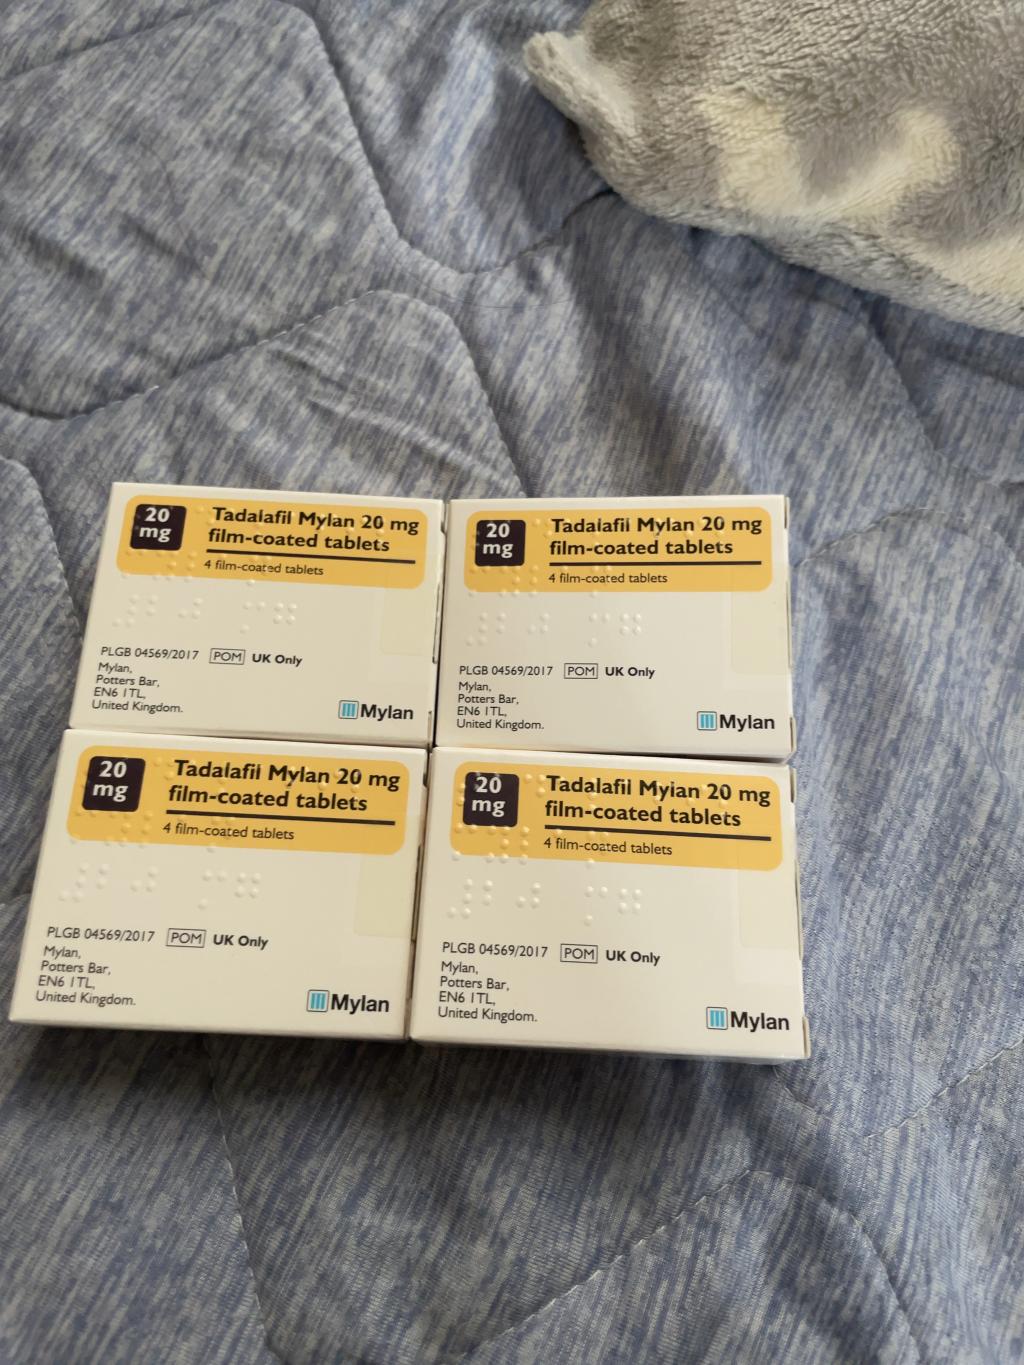 20
mg
Tadalafil Mylan 20 mg
film-coated tablets
4 film-coated tablets
PLGB 04569/2017 POM UK Only
Mylan,
Potters Bar,
EN6 1TL,
United Kingdom.
Mylan
20
mg
Tadalafil Mylan 20 mg
film-coated tablets
4 film-coated tablets
PLGB 04569/2017 POM UK Only
Mylan,
Potters Bar,
EN6 1TL,
United Kingdom.
Mylan
20
mg
Tadalafil Mylan 20 mg
film-coated tablets
4 film-coated tablets
PLGB 04569/2017 POM UK Only
Mylan,
Potters Bar,
EN6 1TL,
United Kingdom.
Mylan
20
mg
Tadalafil Mylan 20 mg
film-coated tablets
4 film-coated tablets
PLGB 04569/2017 POM UK Only
Mylan,
Potters Bar,
EN6 1TL,
United Kingdom.
Mylan